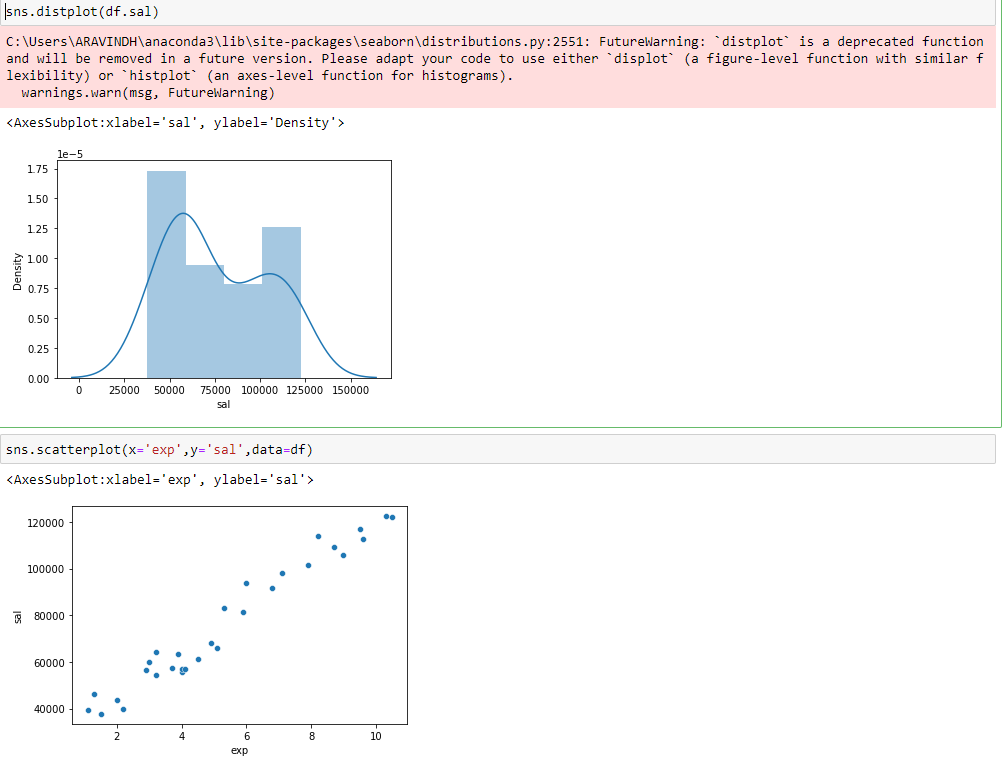 sns.distplot(df.sal)
C:\Users\ARAVINDH\anaconda3\lib\site-packages\seaborn\distributions.py:2551: FutureWarning: `distplot` is a deprecated function
and will be removed in a future version. Please adapt your code to use either `displot` (a figure-level function with similar f
lexibility) or `histplot` (an axes-level function for histograms).
warnings.warn(msg, FutureWarning)
<AxesSubplot:xlabel='sal', ylabel='Density'>
1e−5
1.75
1.50
1.25
1.00
0.75
0.50
0.25
0.00
Density
0 25000 50000 75000 100000 125000 150000
sal
sns.scatterplot(x='exp',y='sal',data=df)
<AxesSubplot:xlabel='exp', ylabel='sal'>
120000
100000
80000
60000
40000
sal
2 4 6 8 10
exp